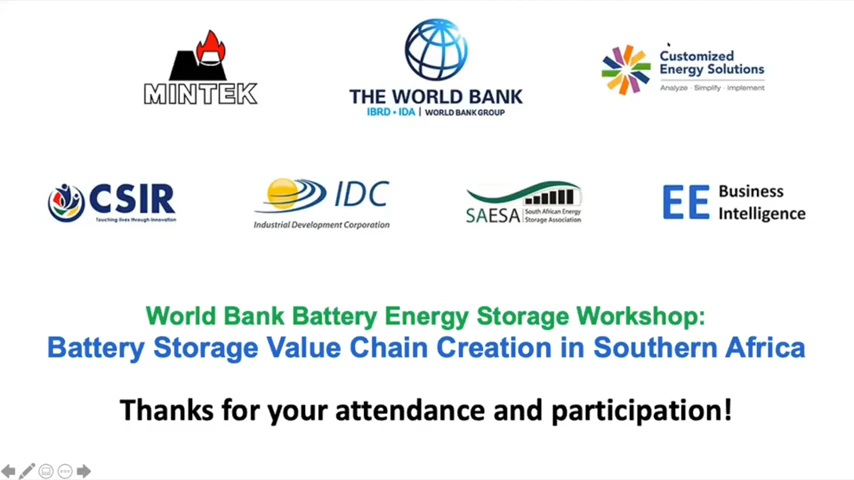 MINTEK
THE WORLD BANK
IBRD • IDA | WORLD BANK GROUP
Customized
Energy Solutions
Analyze · Simplify · Implement
CSIR
Touching lives through innovation
IDC
Industrial Development Corporation
SAESA
South African Energy
Storage Association
EE Business
Intelligence
World Bank Battery Energy Storage Workshop:
Battery Storage Value Chain Creation in Southern Africa
Thanks for your attendance and participation!